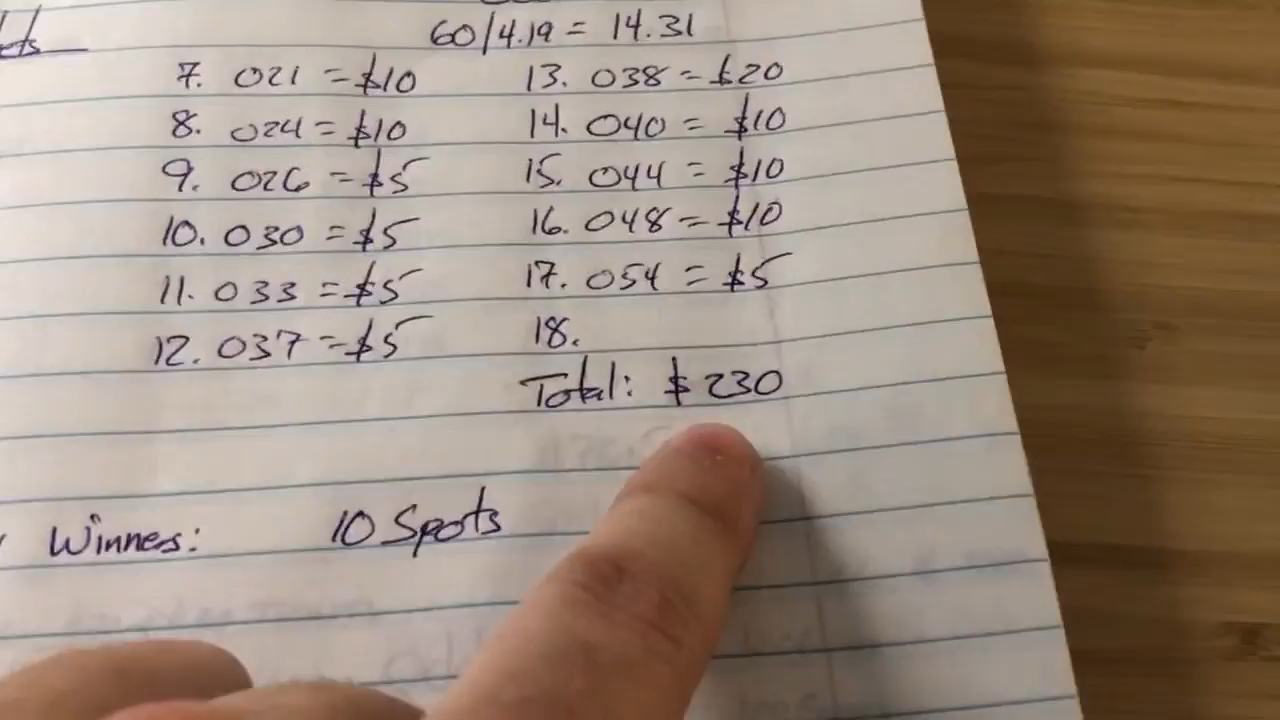 60/4.19 = 14.31
7. 021 = $10
8. 024 = $10
9. 026 = $5
10. 030 = $5
11. 033 = $5
12. 037 = $5
13. 038 = $20
14. 040 = $10
15. 044 = $10
16. 048 = $10
17. 054 = $5
18.
Total: $230
Winners: 10 Spots